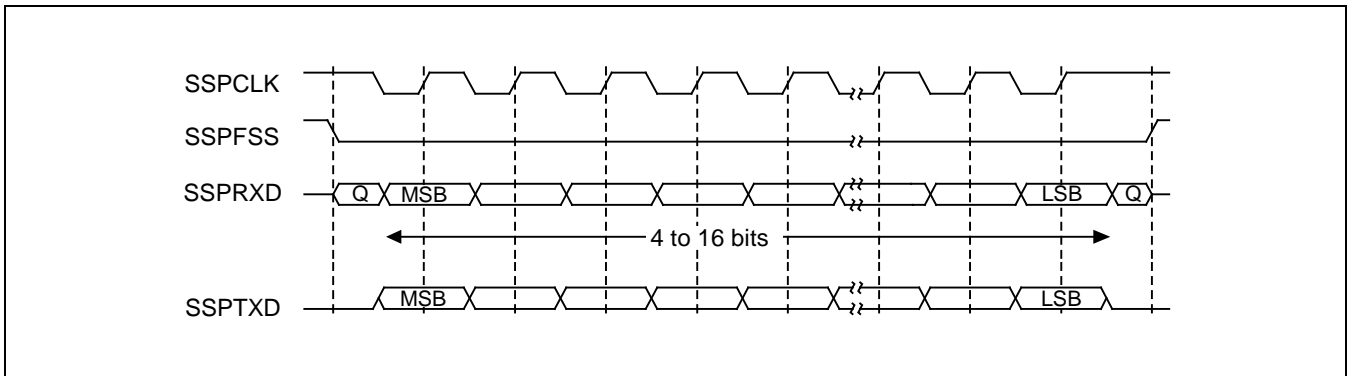 SSPCLK
SSPFSS
SSPRXD Q MSB LSB Q
4 to 16 bits
SSPTXD MSB LSB